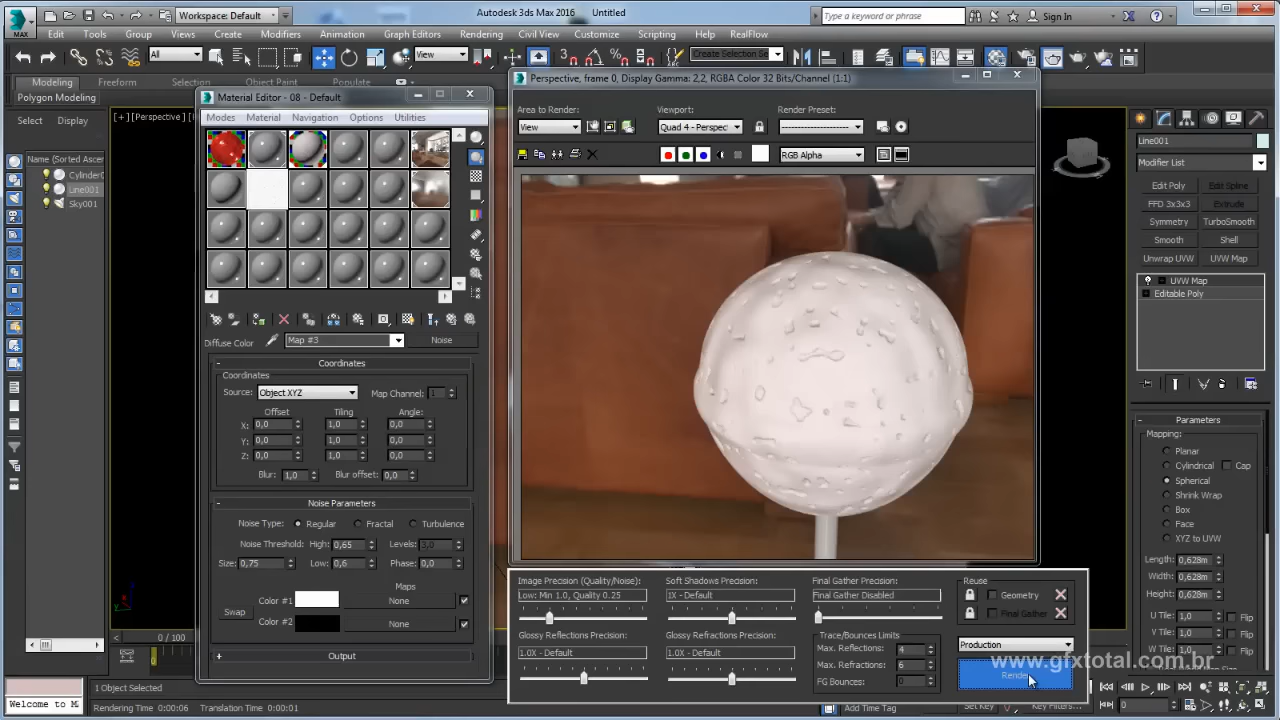 Autodesk 3ds Max 2016 Untitled
Workspace: Default
Type a keyword or phrase
Sign In
MAX
Edit Tools Group Views Create Modifiers Animation Graph Editors Rendering Civil View Customize Scripting Help RealFlow
All
View
Create Selection Se
Modeling Freeform Selection Object Paint Populate
Polygon Modeling
Select Display
Name (Sorted Ascen
CylinderC
Line001
Sky001
[+] [Perspective]
Material Editor - 08 - Default
Modes Material Navigation Options Utilities
Diffuse Color
Map #3
Noise
Coordinates
Coordinates
Source: Object XYZ
Map Channel: 1
Offset Tiling Angle:
X: 0,0 1,0 0,0
Y: 0,0 1,0 0,0
Z: 0,0 1,0 0,0
Blur: 1,0 Blur offset: 0,0
Noise Parameters
Noise Type: Regular Fractal Turbulence
Noise Threshold: High: 0,65 Levels: 3,0
Size: 0,75 Low: 0,6 Phase: 0,0
Maps
Swap
Color #1 None
Color #2 None
Output
Perspective, frame 0, Display Gamma: 2,2, RGBA Color 32 Bits/Channel (1:1)
Area to Render:
View
Viewport:
Quad 4 - Perspec
Render Preset:
RGB Alpha
Image Precision (Quality/Noise):
Low: Min 1.0, Quality 0.25
Soft Shadows Precision:
1X - Default
Final Gather Precision:
Final Gather Disabled
Glossy Reflections Precision:
1.0X - Default
Glossy Refractions Precision:
1.0X - Default
Trace/Bounces Limits
Max. Reflections: 4
Max. Refractions: 6
FG Bounces: 0
Reuse
Geometry
Final Gather
Production
Render
www.gfxtotal.com.br
Line001
Modifier List
Edit Poly Edit Spline
FFD 3x3x3 Extrude
Symmetry TurboSmooth
Smooth Shell
Unwrap UVW UVW Map
UVW Map
Editable Poly
Parameters
Mapping:
Planar
Cylindrical Cap
Spherical
Shrink Wrap
Box
Face
XYZ to UVW
Length: 0,628m
Width: 0,628m
Height: 0,628m
U Tile: 1,0 Flip
V Tile: 1,0 Flip
1,0 Flip
0 / 100
0
1 Object Selected
Welcome to M
Rendering Time 0:00:06 Translation Time 0:00:01
Add Time Tag
Set Key
Key Filters...
0